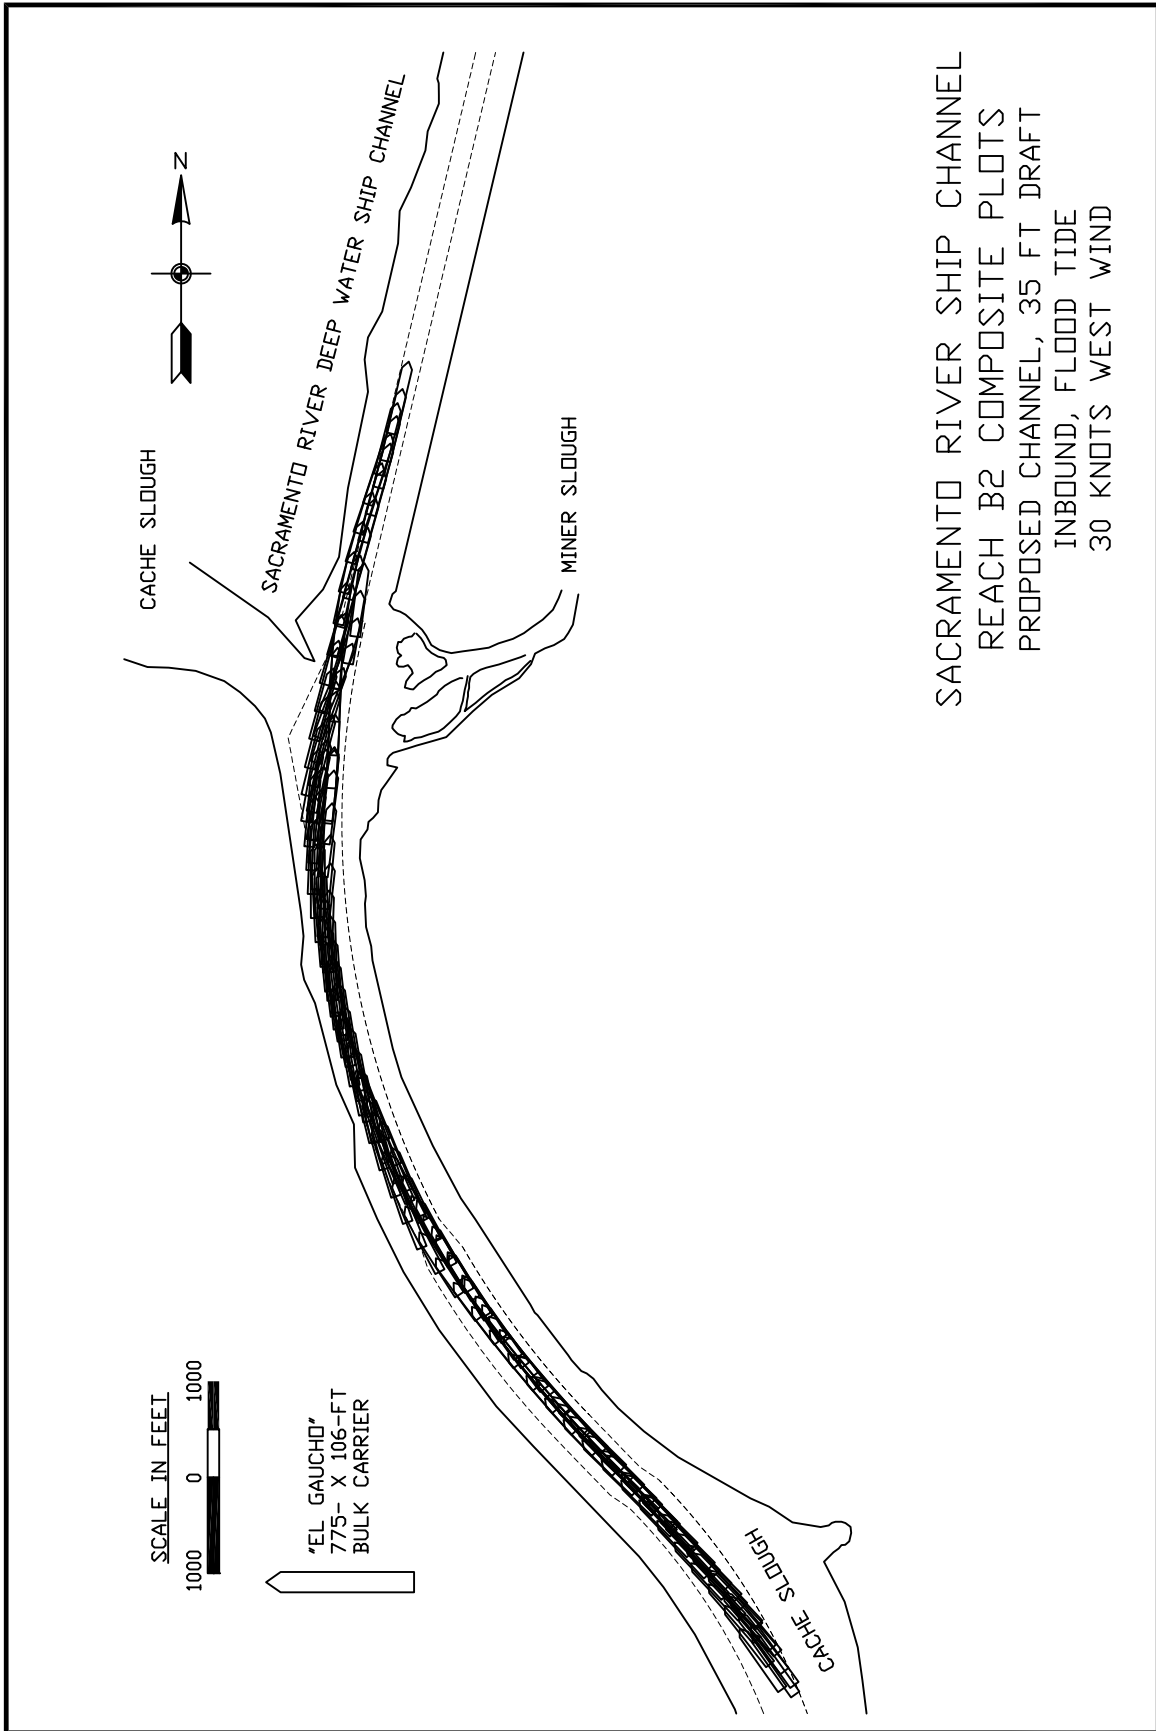 N
CACHE SLOUGH
SACRAMENTO RIVER DEEP WATER SHIP CHANNEL
MINER SLOUGH
SCALE IN FEET
1000 0 1000
"EL GAUCHO"
775- X 106-FT
BULK CARRIER
CACHE SLOUGH
SACRAMENTO RIVER SHIP CHANNEL
REACH B2 COMPOSITE PLOTS
PROPOSED CHANNEL, 35 FT DRAFT
INBOUND, FLOOD TIDE
30 KNOTS WEST WIND